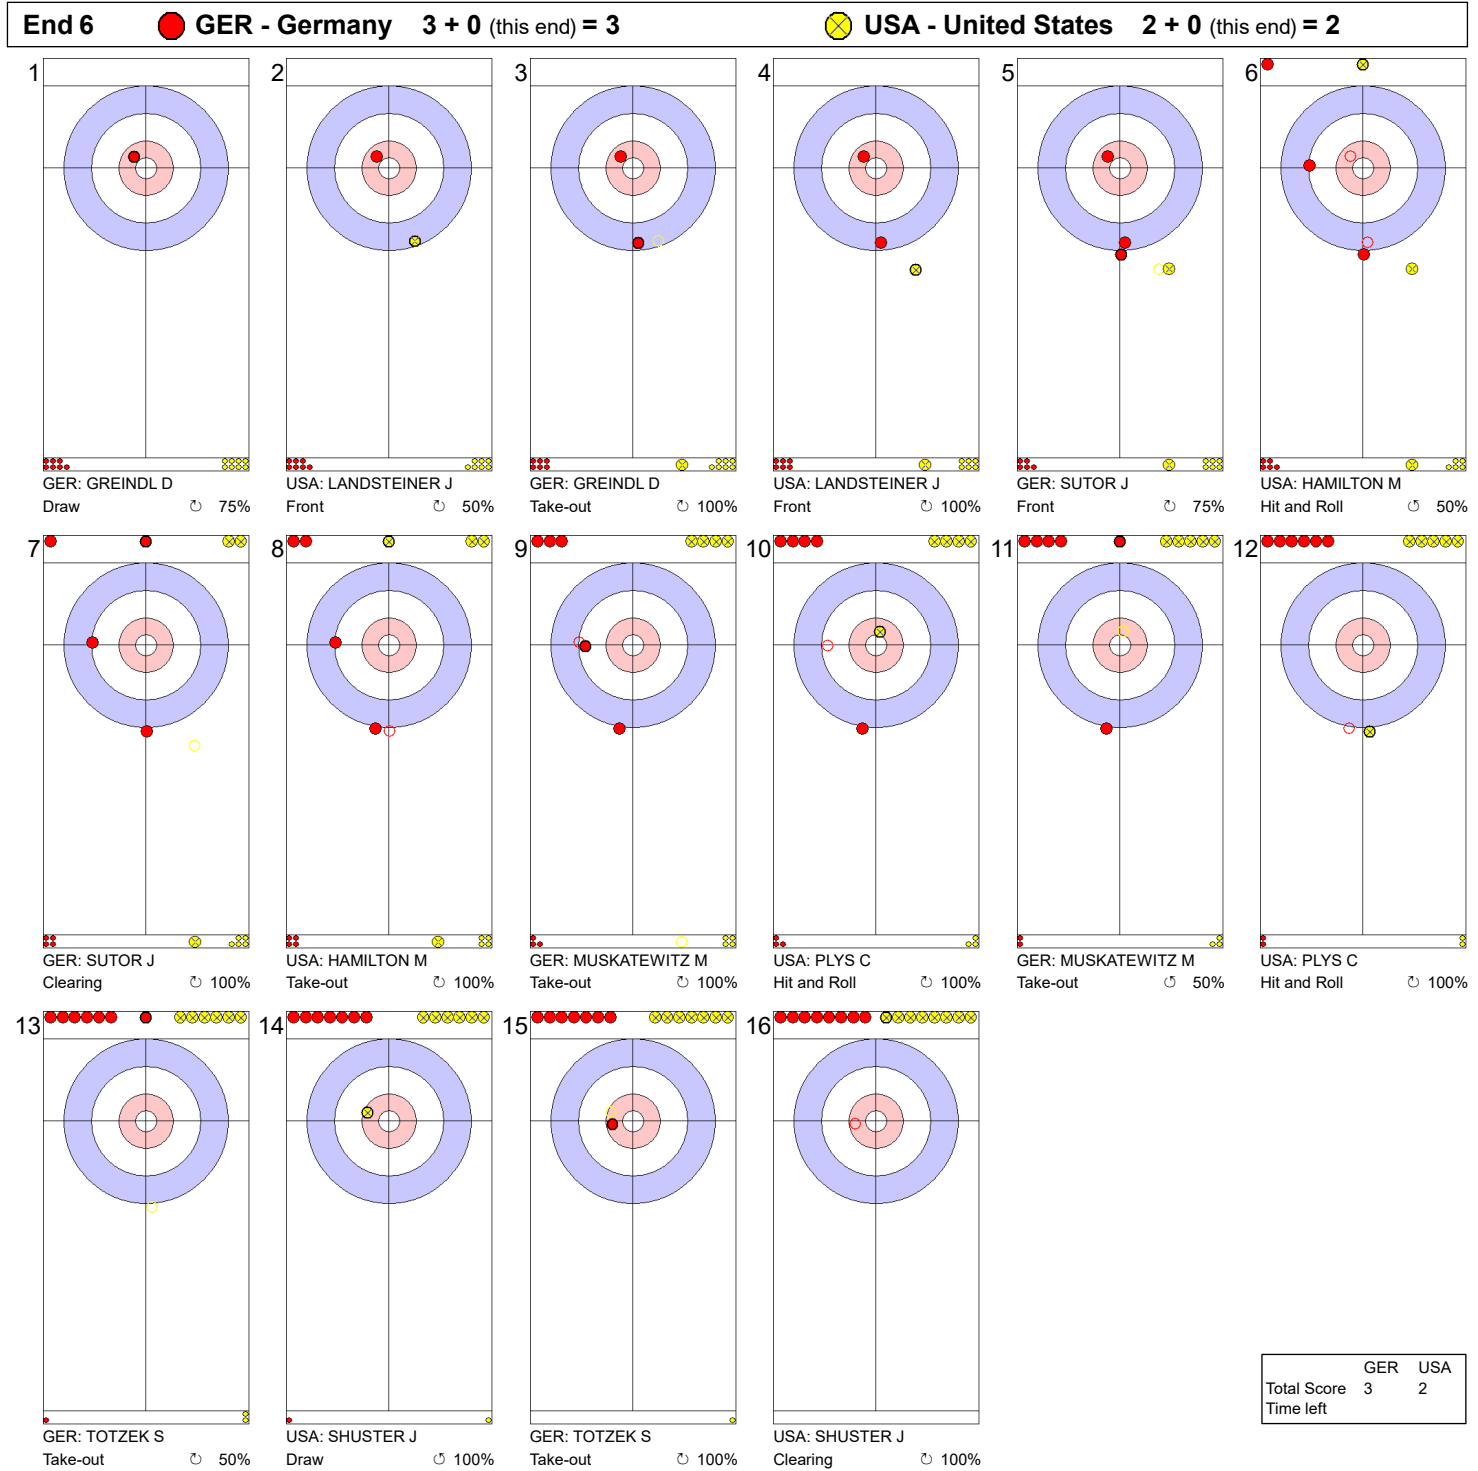 End 6 GER - Germany 3 + 0 (this end) = 3 USA - United States 2 + 0 (this end) = 2
1 2 3 4 5 6
GER: GREINDL D USA: LANDSTEINER J GER: GREINDL D USA: LANDSTEINER J GER: SUTOR J USA: HAMILTON M
Draw ↻ 75% Front ↻ 50% Take-out ↻ 100% Front ↻ 100% Front ↻ 75% Hit and Roll ↺ 50%
7 8 9 10 11 12
GER: SUTOR J USA: HAMILTON M GER: MUSKATEWITZ M USA: PLYS C GER: MUSKATEWITZ M USA: PLYS C
Clearing ↻ 100% Take-out ↻ 100% Take-out ↻ 100% Hit and Roll ↻ 100% Take-out ↺ 50% Hit and Roll ↻ 100%
13 14 15 16
GER: TOTZEK S USA: SHUSTER J GER: TOTZEK S USA: SHUSTER J
Take-out ↻ 50% Draw ↺ 100% Take-out ↻ 100% Clearing ↻ 100%
GER USA
Total Score 3 2
Time left